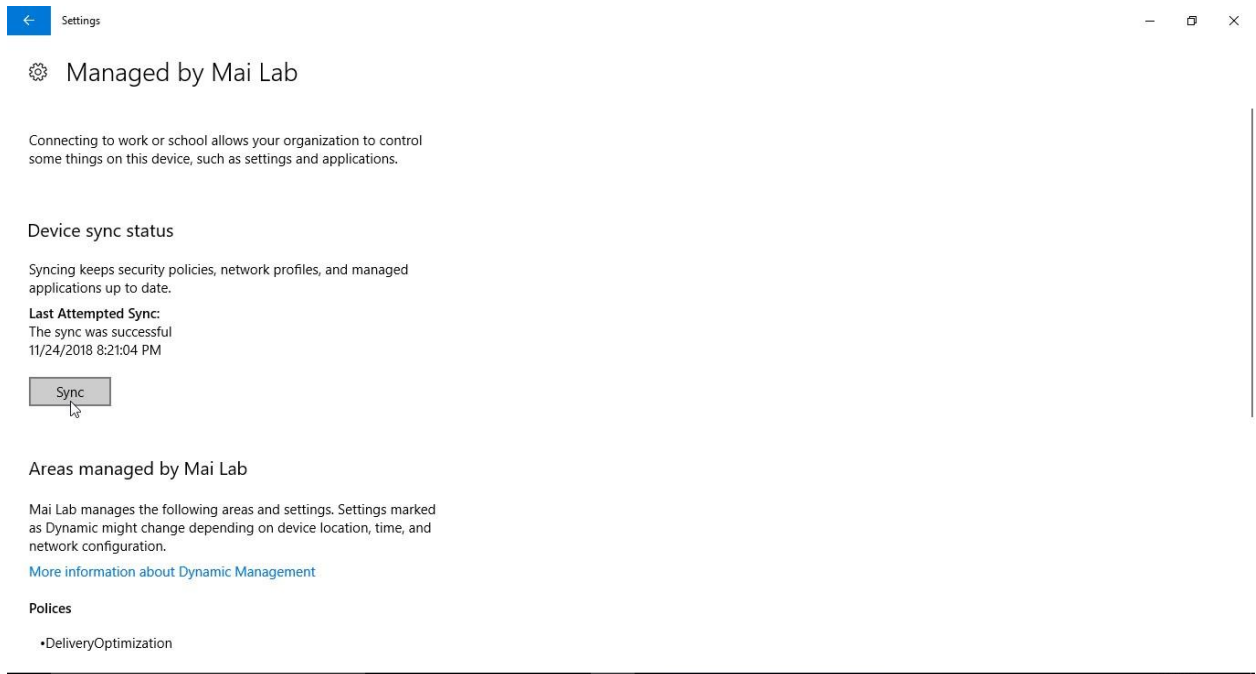 Settings
Managed by Mai Lab
Connecting to work or school allows your organization to control
some things on this device, such as settings and applications.
Device sync status
Syncing keeps security policies, network profiles, and managed
applications up to date.
Last Attempted Sync:
The sync was successful
11/24/2018 8:21:04 PM
Sync
Areas managed by Mai Lab
Mai Lab manages the following areas and settings. Settings marked
as Dynamic might change depending on device location, time, and
network configuration.
More information about Dynamic Management
Polices
•DeliveryOptimization